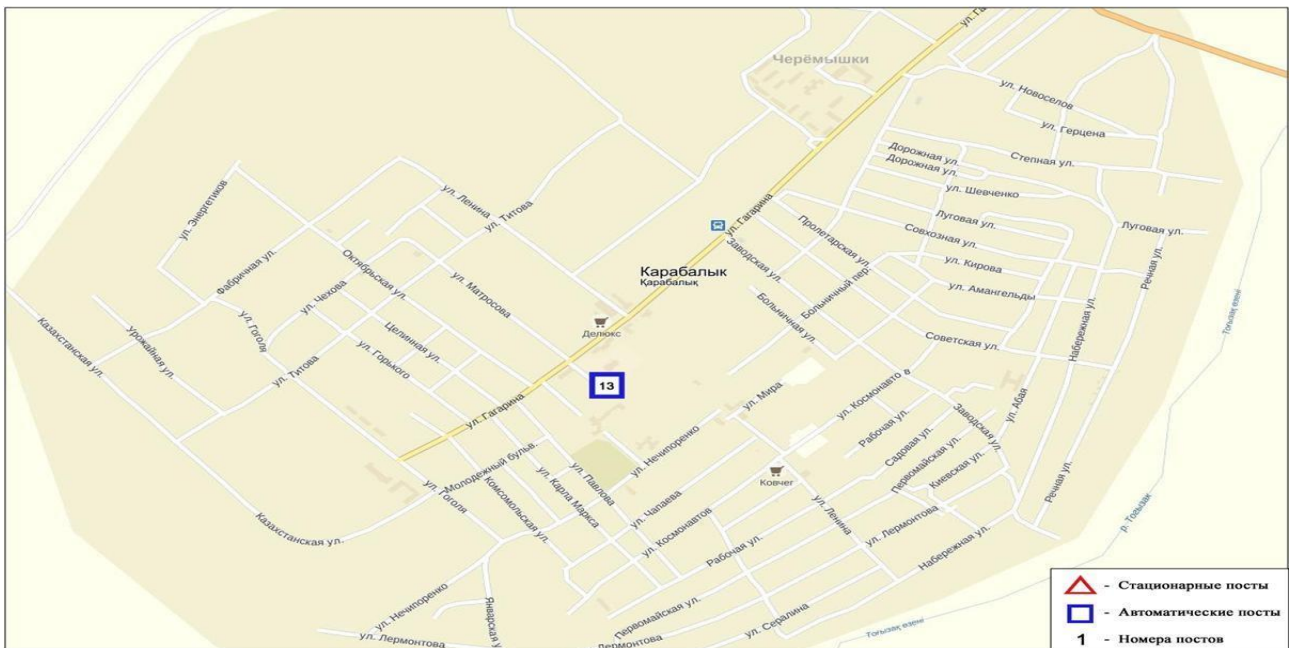 ул. Га
Черёмышки
ул. Новоселов
ул. Герцена
Дорожная ул.
Дорожная ул.
Степная ул.
ул. Энергетиков
ул. Ленина
ул. Титова
ул. Шевченко
Луговая ул.
Луговая ул.
ул. Гагарина
Пролетарская ул.
Совхозная ул.
Фабричная ул.
Октябрьская ул.
Заводская ул.
ул. Кирова
Речная ул.
Карабалык
Қарабалық
ул. Чехова
ул. Матросова
Больничная ул.
Больничный пер.
ул. Амангельды
Набережная ул.
Тоғызақ өзені
Казахстанская ул.
Урожайная ул.
ул. Гоголя
Целинная ул.
ул. Горького
Делюкс
Советская ул.
ул. Титова
13
ул. Гагарина
ул. Мира
ул. Космонавтов
ул. Абая
Заводская ул.
Рабочая ул.
Садовая ул.
Первомайская ул.
Киевская ул.
Молодёжный бульв.
ул. Нечипоренко
ул. Павлова
ул. Карла Маркса
Комсомольская ул.
ул. Гоголя
Ковчег
ул. Чапаева
ул. Космонавтов
ул. Ленина
Речная ул.
р. Тогызак
Казахстанская ул.
Рабочая ул.
ул. Лермонтова
Набережная ул.
ул. Нечипоренко
Январская у
Первомайская ул.
ул. Сералина
ул. Лермонтова
Лермонтова
Тоғызақ өзені
- Стационарные посты
- Автоматические посты
1 - Номера постов